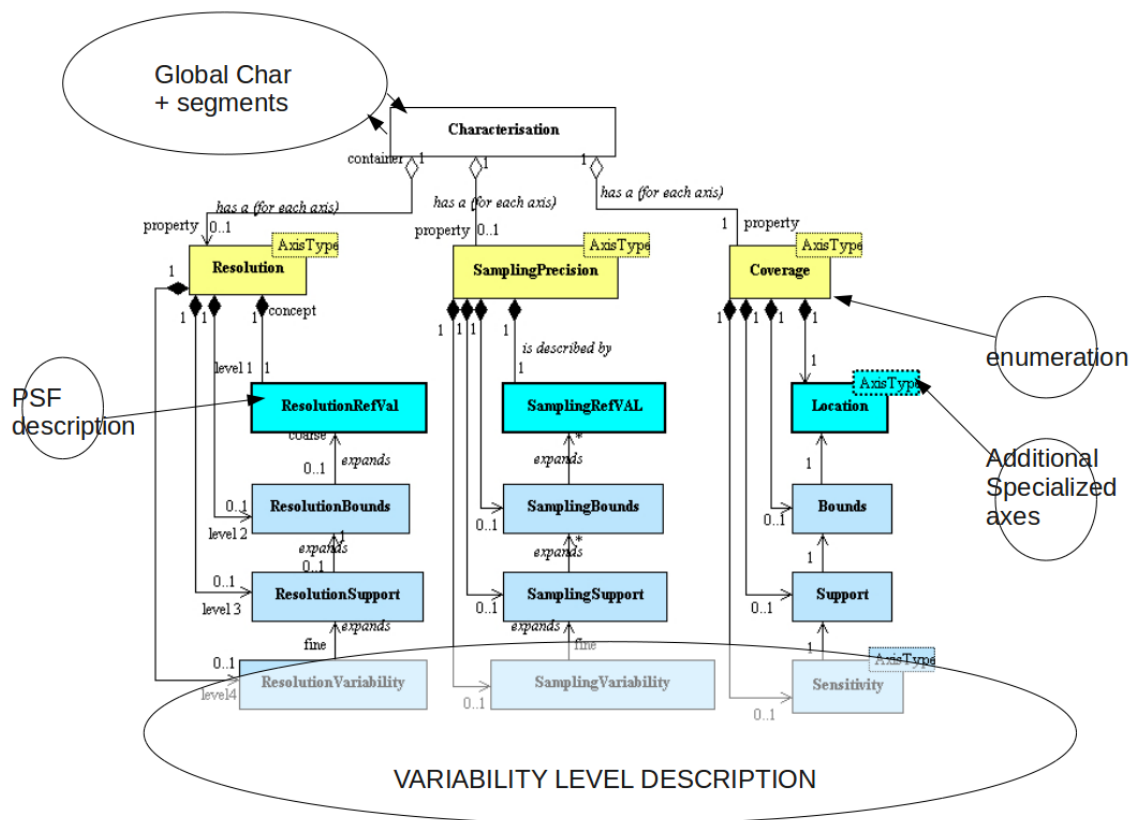 Global Char
+ segments
Characterisation
container
1
1
1
has a (for each axis)
has a (for each axis)
has a (for each axis)
property
0..1
property
0..1
1
property
AxisType
AxisType
AxisType
1
Resolution
SamplingPrecision
Coverage
1
1
1
concept
1
1
1
1
1
1
1
1
is described by
enumeration
level 1
1
1
1
PSF
description
ResolutionRefVal
SamplingRefVAL
AxisType
Location
coarse
*
expands
expands
0..1
1
Additional
Specialized
axes
0..1
ResolutionBounds
SamplingBounds
Bounds
level 2
0..1
0..1
1
*
expands
expands
0..1
1
0..1
ResolutionSupport
SamplingSupport
Support
level 3
0..1
0..1
expands
expands
fine
fine
1
0..1
AxisType
ResolutionVariability
SamplingVariability
Sensitivity
level4
0..1
0..1
VARIABILITY LEVEL DESCRIPTION